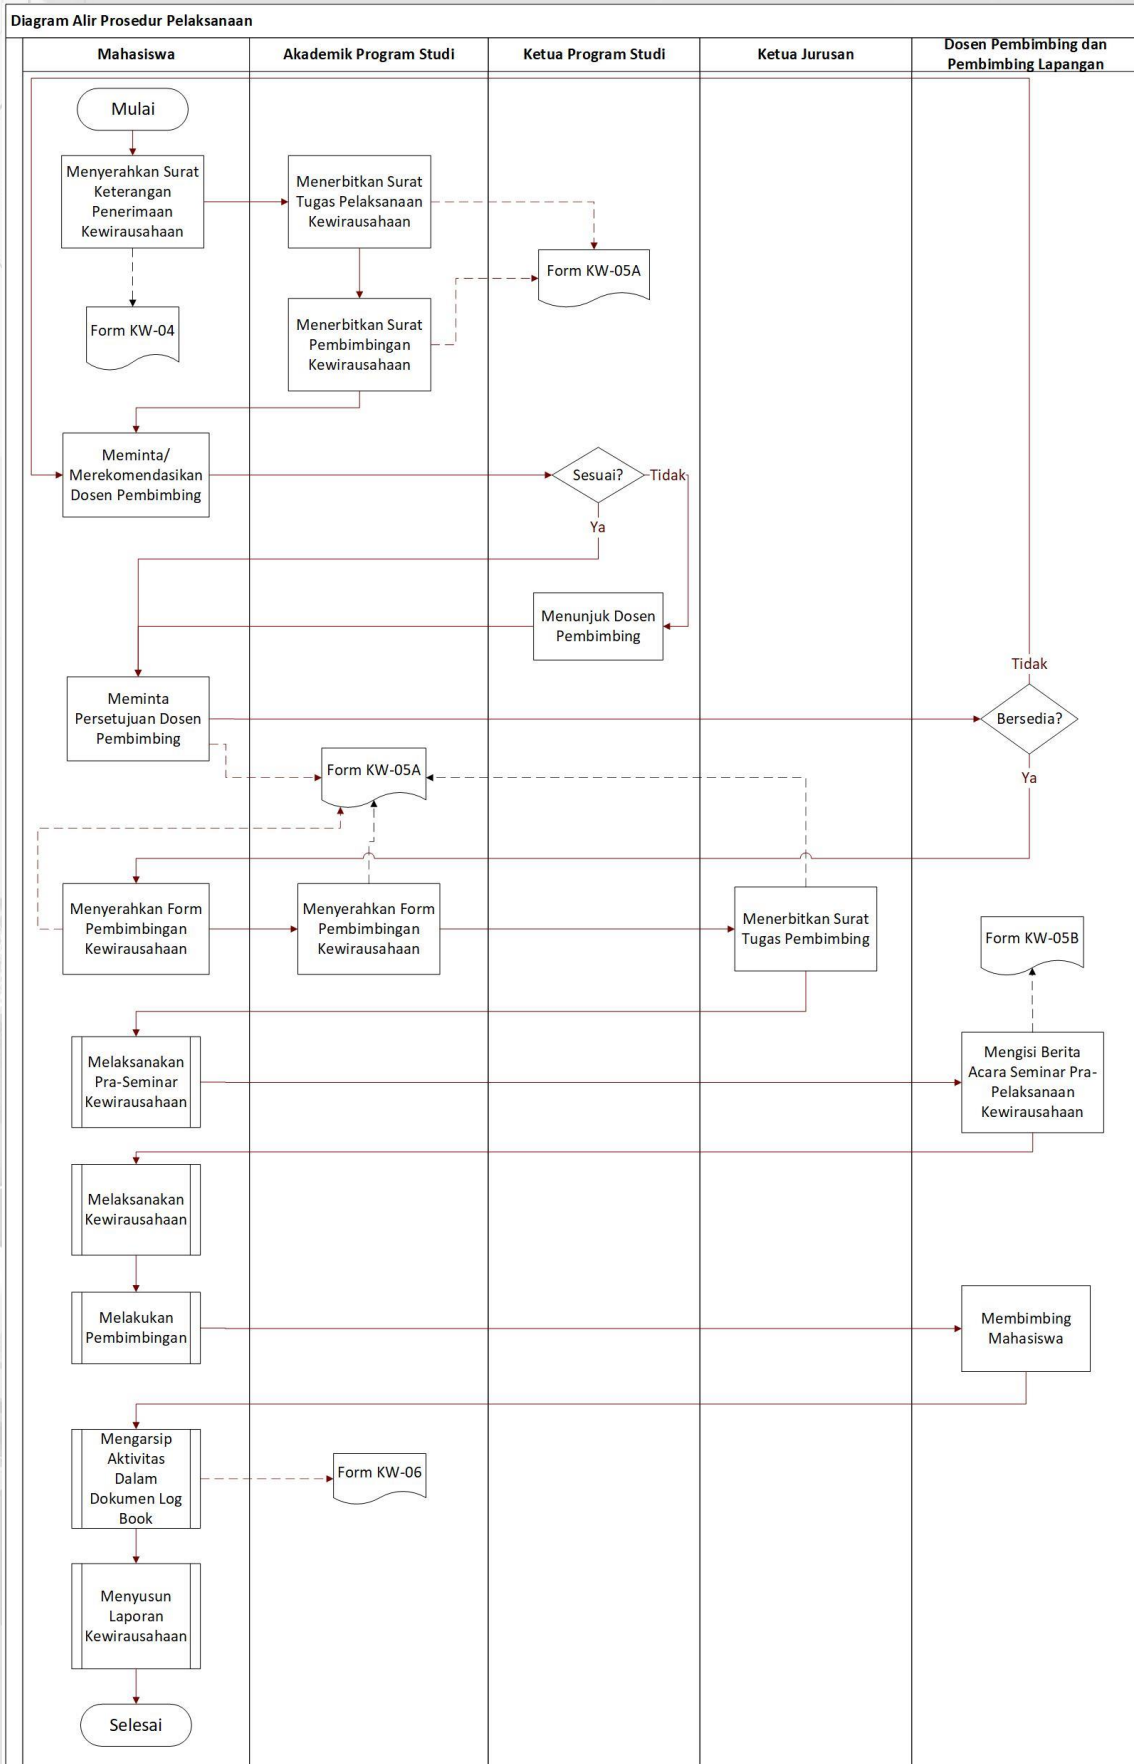 Diagram Alir Prosedur Pelaksanaan
Mahasiswa
Akademik Program Studi
Ketua Program Studi
Ketua Jurusan
Dosen Pembimbing dan
Pembimbing Lapangan
Mulai
Menyerahkan Surat
Keterangan
Penerimaan
Kewirausahaan
Menerbitkan Surat
Tugas Pelaksanaan
Kewirausahaan
Form KW-05A
Form KW-04
Menerbitkan Surat
Pembimbingan
Kewirausahaan
Meminta/
Merekomendasikan
Dosen Pembimbing
Sesuai?
Tidak
Ya
Menunjuk Dosen
Pembimbing
Tidak
Meminta
Persetujuan Dosen
Pembimbing
Bersedia?
Form KW-05A
Ya
Menyerahkan Form
Pembimbingan
Kewirausahaan
Menyerahkan Form
Pembimbingan
Kewirausahaan
Menerbitkan Surat
Tugas Pembimbing
Form KW-05B
Melaksanakan
Pra-Seminar
Kewirausahaan
Mengisi Berita
Acara Seminar Pra-
Pelaksanaan
Kewirausahaan
Melaksanakan
Kewirausahaan
Melakukan
Pembimbingan
Membimbing
Mahasiswa
Mengarsip
Aktivitas
Dalam
Dokumen Log
Book
Form KW-06
Menyusun
Laporan
Kewirausahaan
Selesai